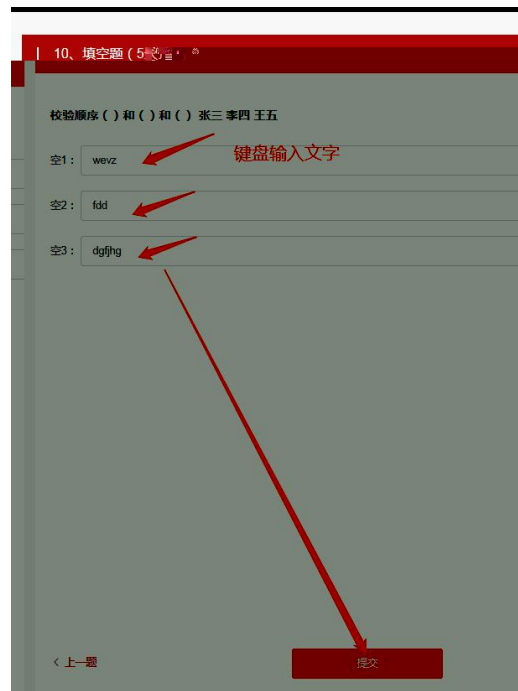 10、填空题 ( 5
校验顺序 ( ) 和 ( ) 和 ( ) 张三 李四 王五
键盘输入文字
空1： wevz
空2： fdd
空3： dgfjhg
< 上一题
提交